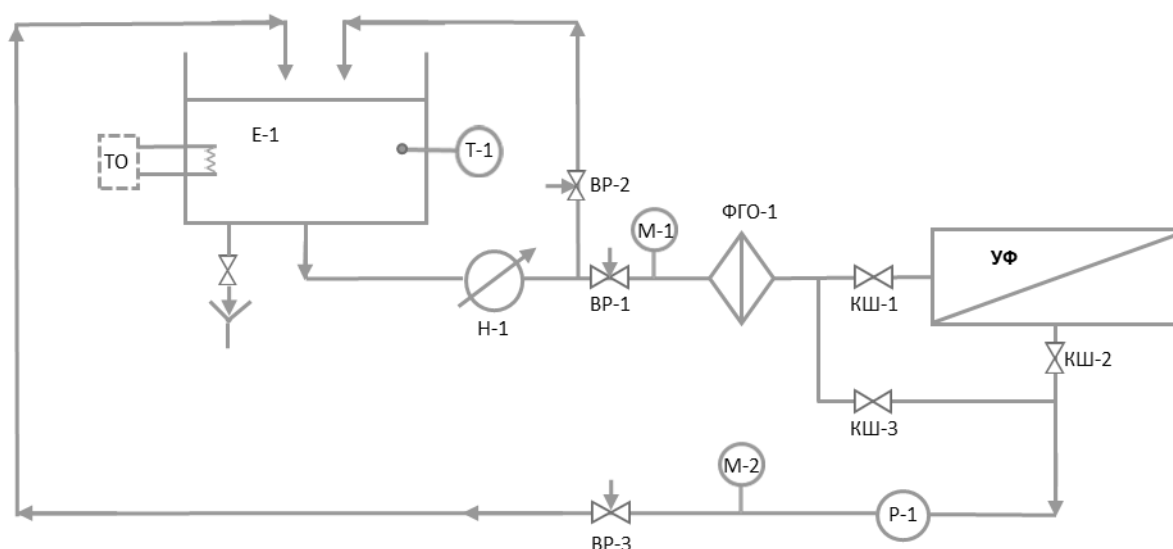 Е-1
ТО
Т-1
ВР-2
М-1
ФГО-1
УФ
Н-1
ВР-1
КШ-1
КШ-2
КШ-3
М-2
Р-1
ВР-3